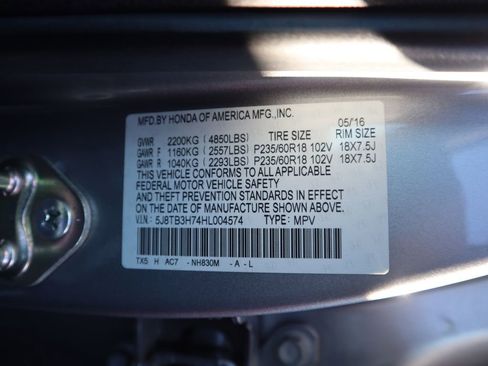 MFD.BY HONDA OF AMERICA MFG.,INC. 05/16
GVWR 2200KG (4850LBS) TIRE SIZE RIM SIZE
GAWR F 1160KG (2557LBS) P235/60R18 102V 18X7.5J
GAWR R 1040KG (2293LBS) P235/60R18 102V 18X7.5J
THIS VEHICLE CONFORMS TO ALL APPLICABLE
FEDERAL MOTOR VEHICLE SAFETY
AND THEFT PREVENTION STANDARDS IN EFFECT
ON THE DATE OF MANUFACTURE SHOWN ABOVE.
V.I.N.: 5J8TB3H74HL004574 TYPE: MPV
TX5 H AC7 -NH830M -A-L